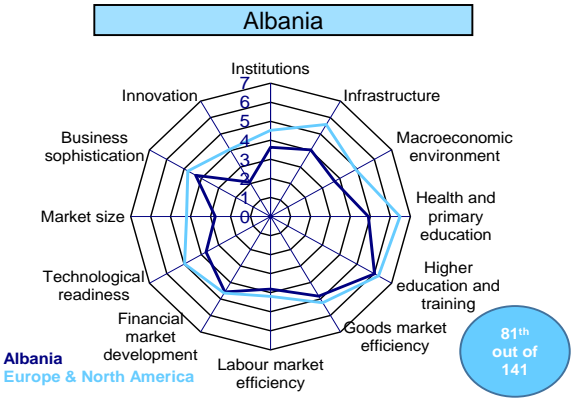 Albania
Institutions
Infrastructure
Macroeconomic
environment
Health and
primary
education
Higher
education and
training
Goods market
efficiency
Labour market
efficiency
Financial
market
development
Technological
readiness
Market size
Business
sophistication
Innovation
7
6
5
4
3
2
1
0
Albania
Europe & North America
81th
out of
141